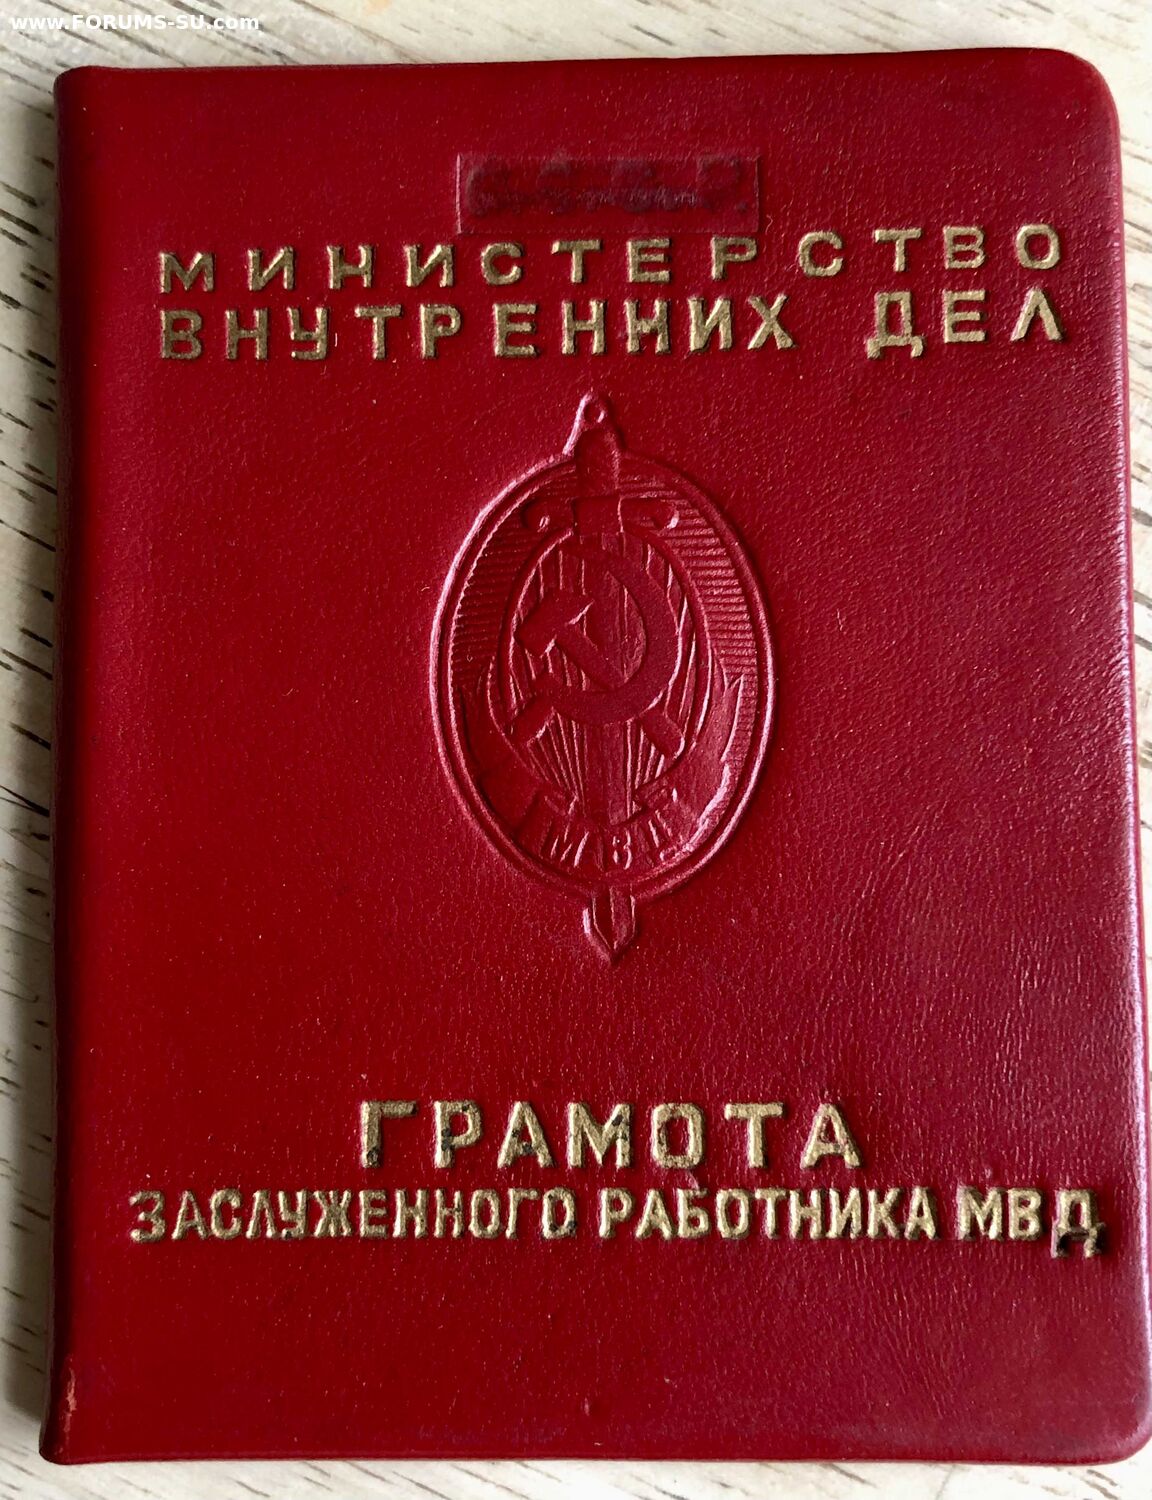 www.FORUMS-SU.com
МИНИСТЕРСТВО
ВНУТРЕННИХ ДЕЛ
МВД
ГРАМОТА
ЗАСЛУЖЕННОГО РАБОТНИКА МВД